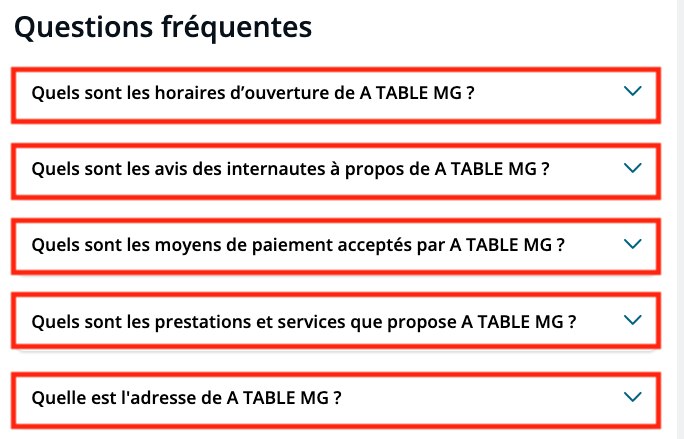 Questions fréquentes
Quels sont les horaires d’ouverture de A TABLE MG ?
Quels sont les avis des internautes à propos de A TABLE MG ?
Quels sont les moyens de paiement acceptés par A TABLE MG ?
Quels sont les prestations et services que propose A TABLE MG ?
Quelle est l'adresse de A TABLE MG ?